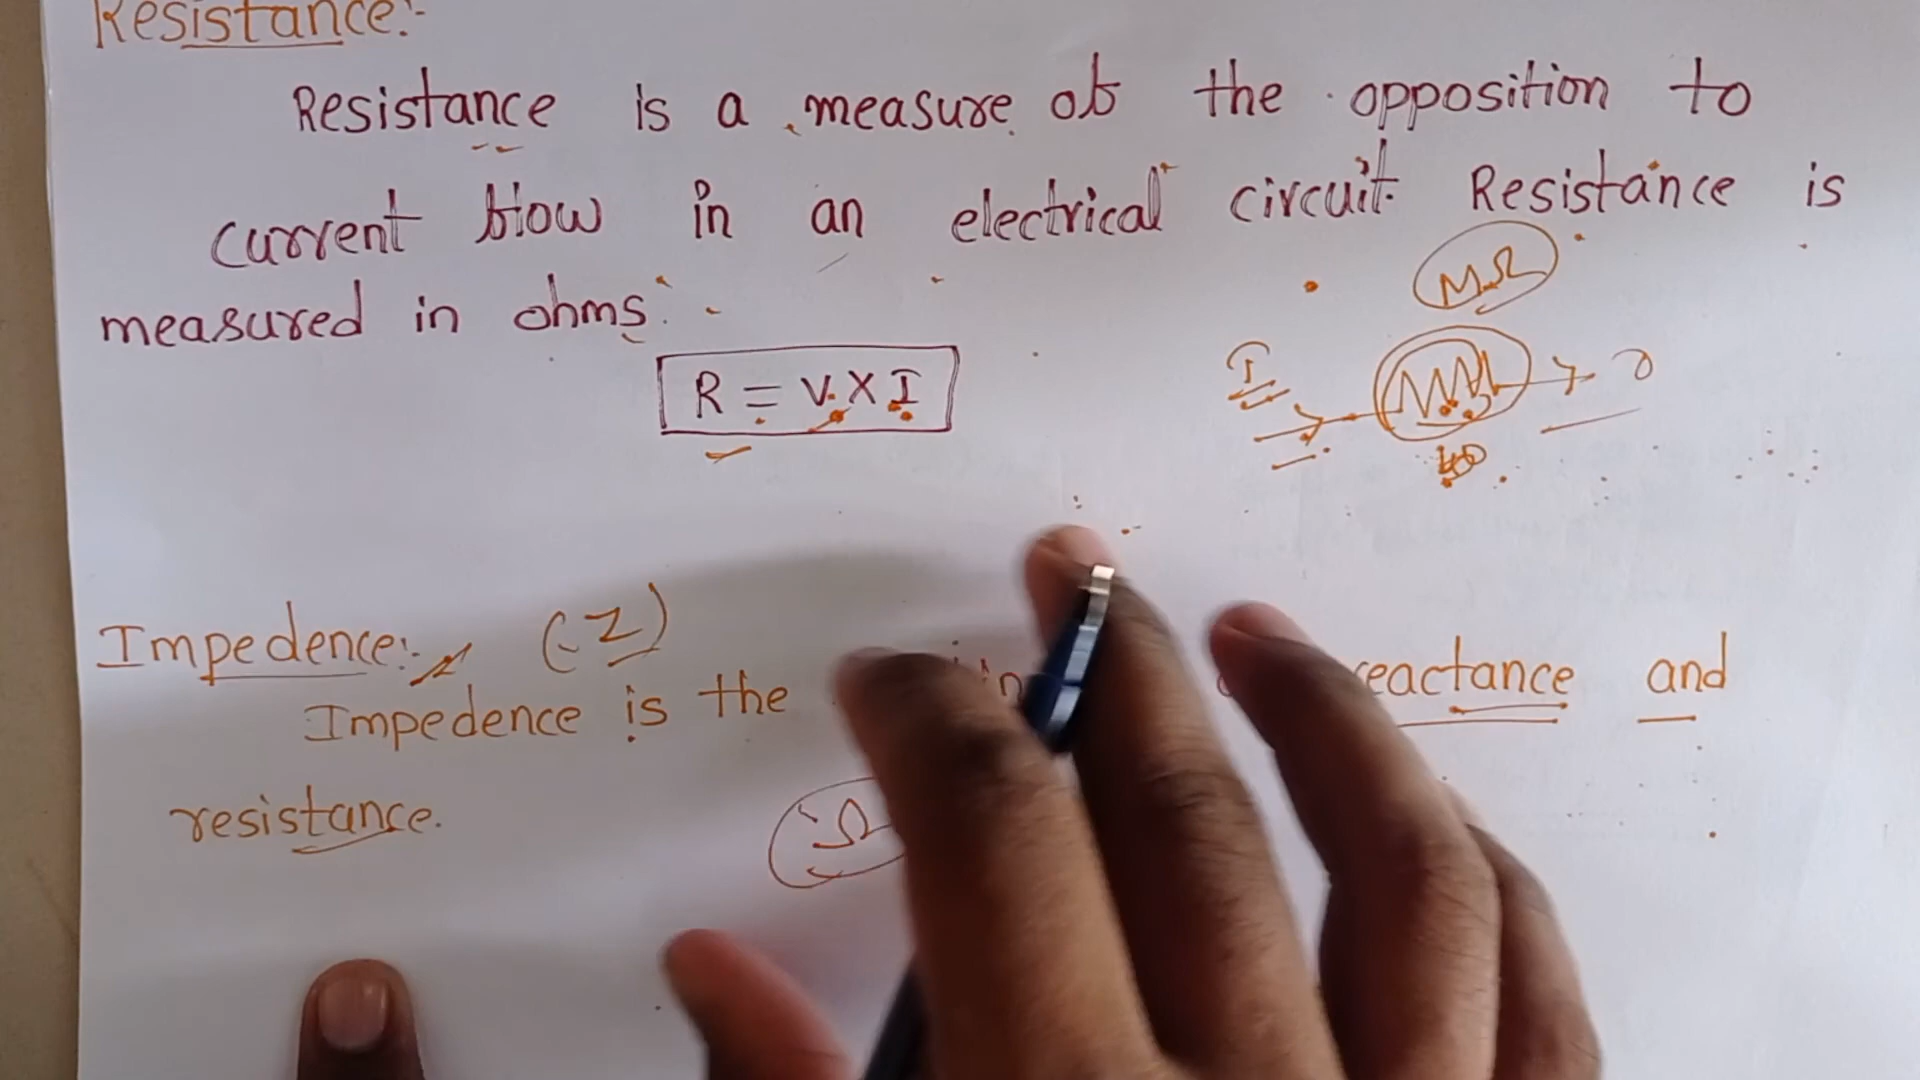 Resistance:-
Resistance is a measure of the opposition to
current flow in an electrical circuit. Resistance is
MΩ
measured in ohms.
I
R = V X I
Impedence:- (Z)
Impedence is the reactance and
resistance.
Ω